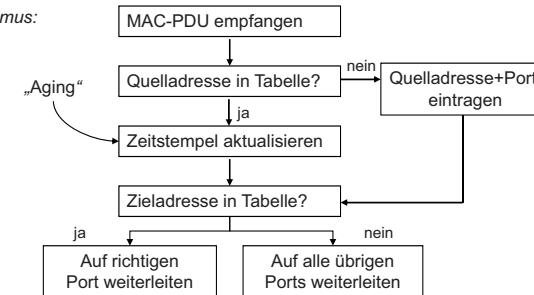 mus:
MAC-PDU empfangen
Quelladresse in Tabelle?
nein
Quelladresse+Port
eintragen
„Aging“
ja
Zeitstempel aktualisieren
Zieladresse in Tabelle?
ja
nein
Auf richtigen
Port weiterleiten
Auf alle übrigen
Ports weiterleiten